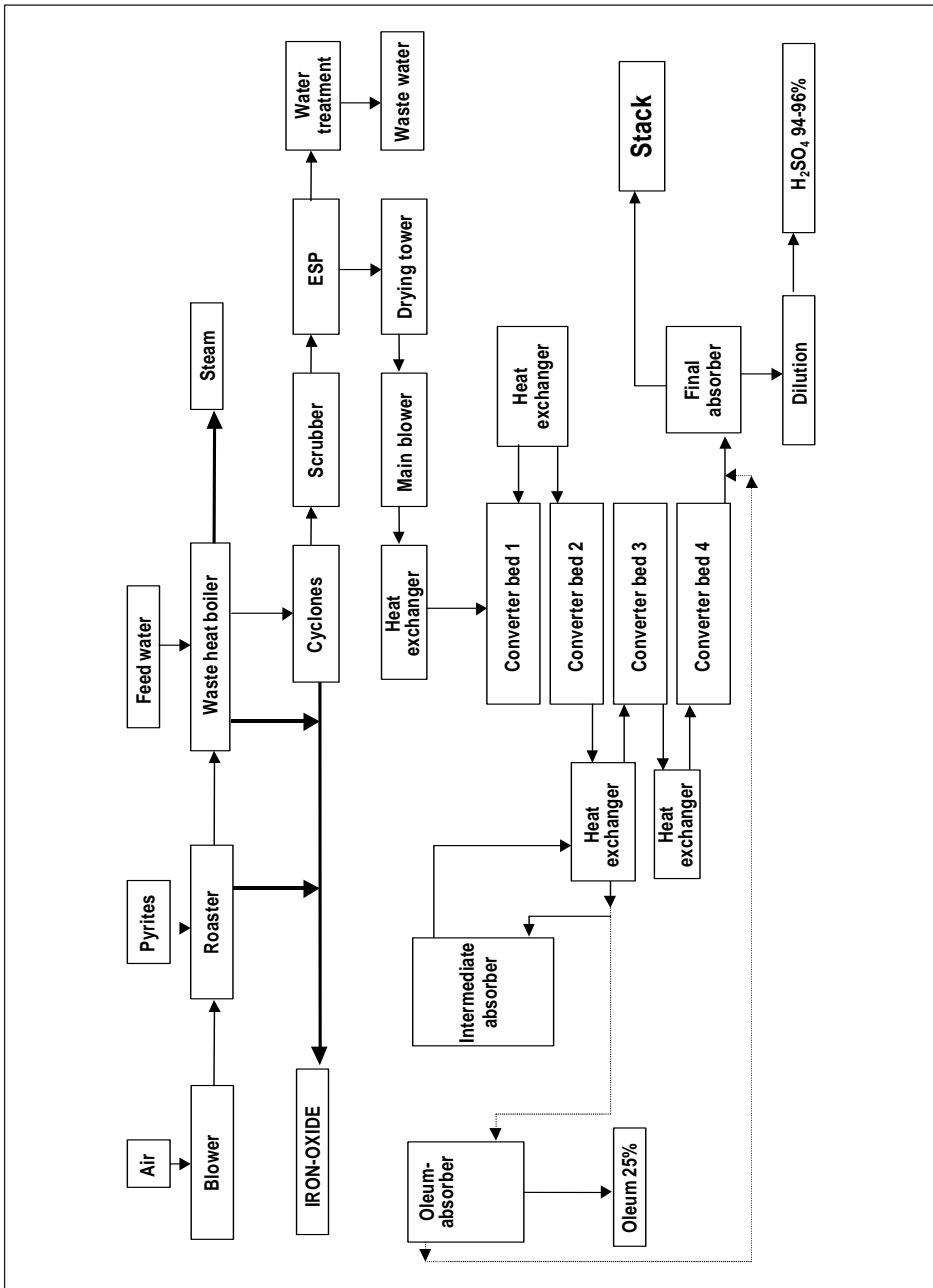 Air
Blower
Pyrites
Roaster
Feed water
Waste heat boiler
Steam
IRON-OXIDE
Cyclones
Scrubber
ESP
Water
treatment
Waste water
Heat
exchanger
Main blower
Drying tower
Oleum-
absorber
Oleum 25%
Intermediate
absorber
Heat
exchanger
Heat
exchanger
Converter bed 1
Converter bed 2
Converter bed 3
Converter bed 4
Heat
exchanger
Final
absorber
Stack
Dilution
H₂SO₄ 94-96%